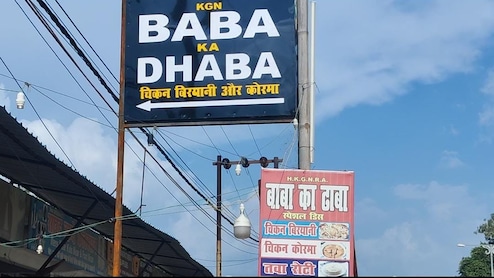 KGN
BABA
KA
DHABA
चिकन बिरयानी और कोरमा
H.K.G.N.R.A.
बाबा का ढाबा
स्पेशल डिस
चिकन बिरयानी
चिकन कोरमा
तवा रोटी